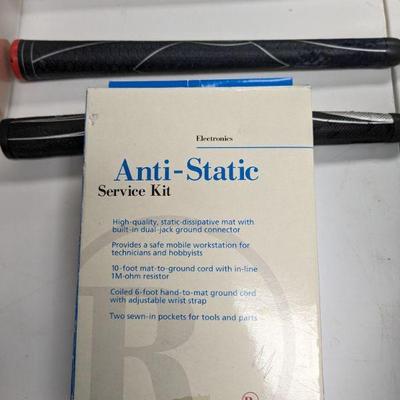 Electronics
Anti-Static
Service Kit
High-quality, static-dissipative mat with
built-in dual-jack ground connector
Provides a safe mobile workstation for
technicians and hobbyists
10-foot mat-to-ground cord with in-line
1M-ohm resistor
Coiled 6-foot hand-to-mat ground cord
with adjustable wrist strap
Two sewn-in pockets for tools and parts
R